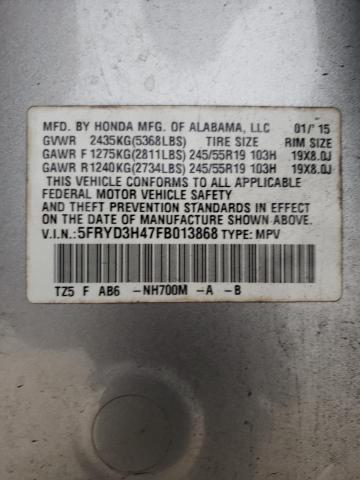 MFD. BY HONDA MFG. OF ALABAMA, LLC 01/'15
GVWR 2435KG(5368LBS) TIRE SIZE RIM SIZE
GAWR F 1275KG(2811LBS) 245/55R19 103H 19X8.0J
GAWR R1240KG(2734LBS) 245/55R19 103H 19X8.0J
THIS VEHICLE CONFORMS TO ALL APPLICABLE
FEDERAL MOTOR VEHICLE SAFETY
AND THEFT PREVENTION STANDARDS IN EFFECT
ON THE DATE OF MANUFACTURE SHOWN ABOVE.
V.I.N.: 5FRYD3H47FB013868 TYPE: MPV
TZ5 F AB6 -NH700M -A -B